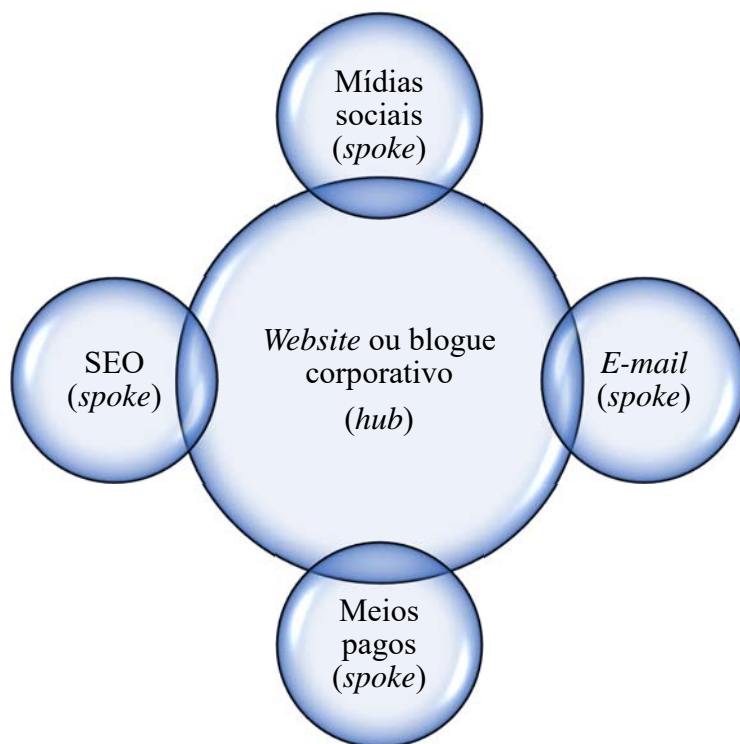 Mídias
sociais
(spoke)
SEO
(spoke)
Website ou blogue
corporativo
(hub)
E-mail
(spoke)
Meios
pagos
(spoke)